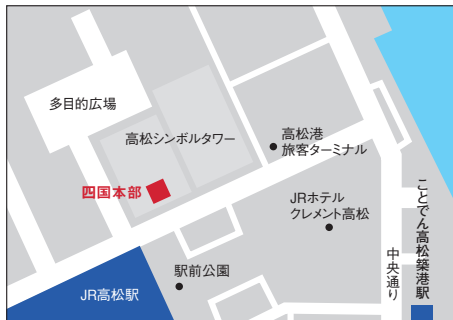 多目的広場
高松シンボルタワー
高松港
旅客ターミナル
四国本部
JRホテル
クレメント高松
ことでん高松築港駅
中央通り
駅前公園
JR高松駅